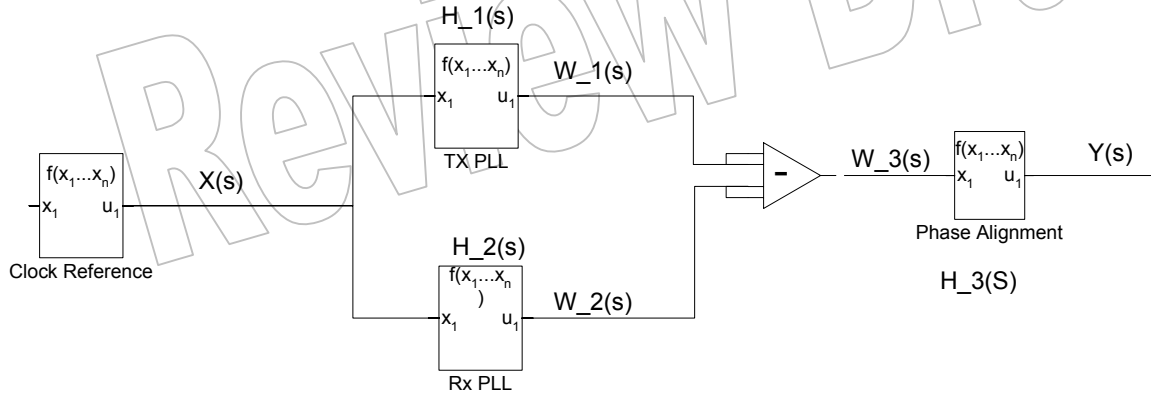 Review Dr
H_1(s)
f(x₁...xₙ)
x₁ u₁
TX PLL
W_1(s)
f(x₁...xₙ)
x₁ u₁
Clock Reference
X(s)
H_2(s)
f(x₁...xₙ
)
x₁ u₁
Rx PLL
W_2(s)
-
W_3(s)
f(x₁...xₙ)
x₁ u₁
Phase Alignment
H_3(S)
Y(s)